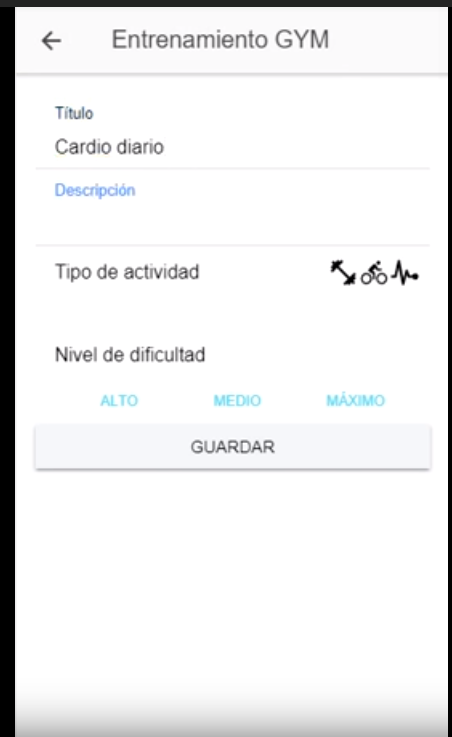 Entrenamiento GYM
Título
Cardio diario
Descripción
Tipo de actividad
Nivel de dificultad
ALTO MEDIO MÁXIMO
GUARDAR